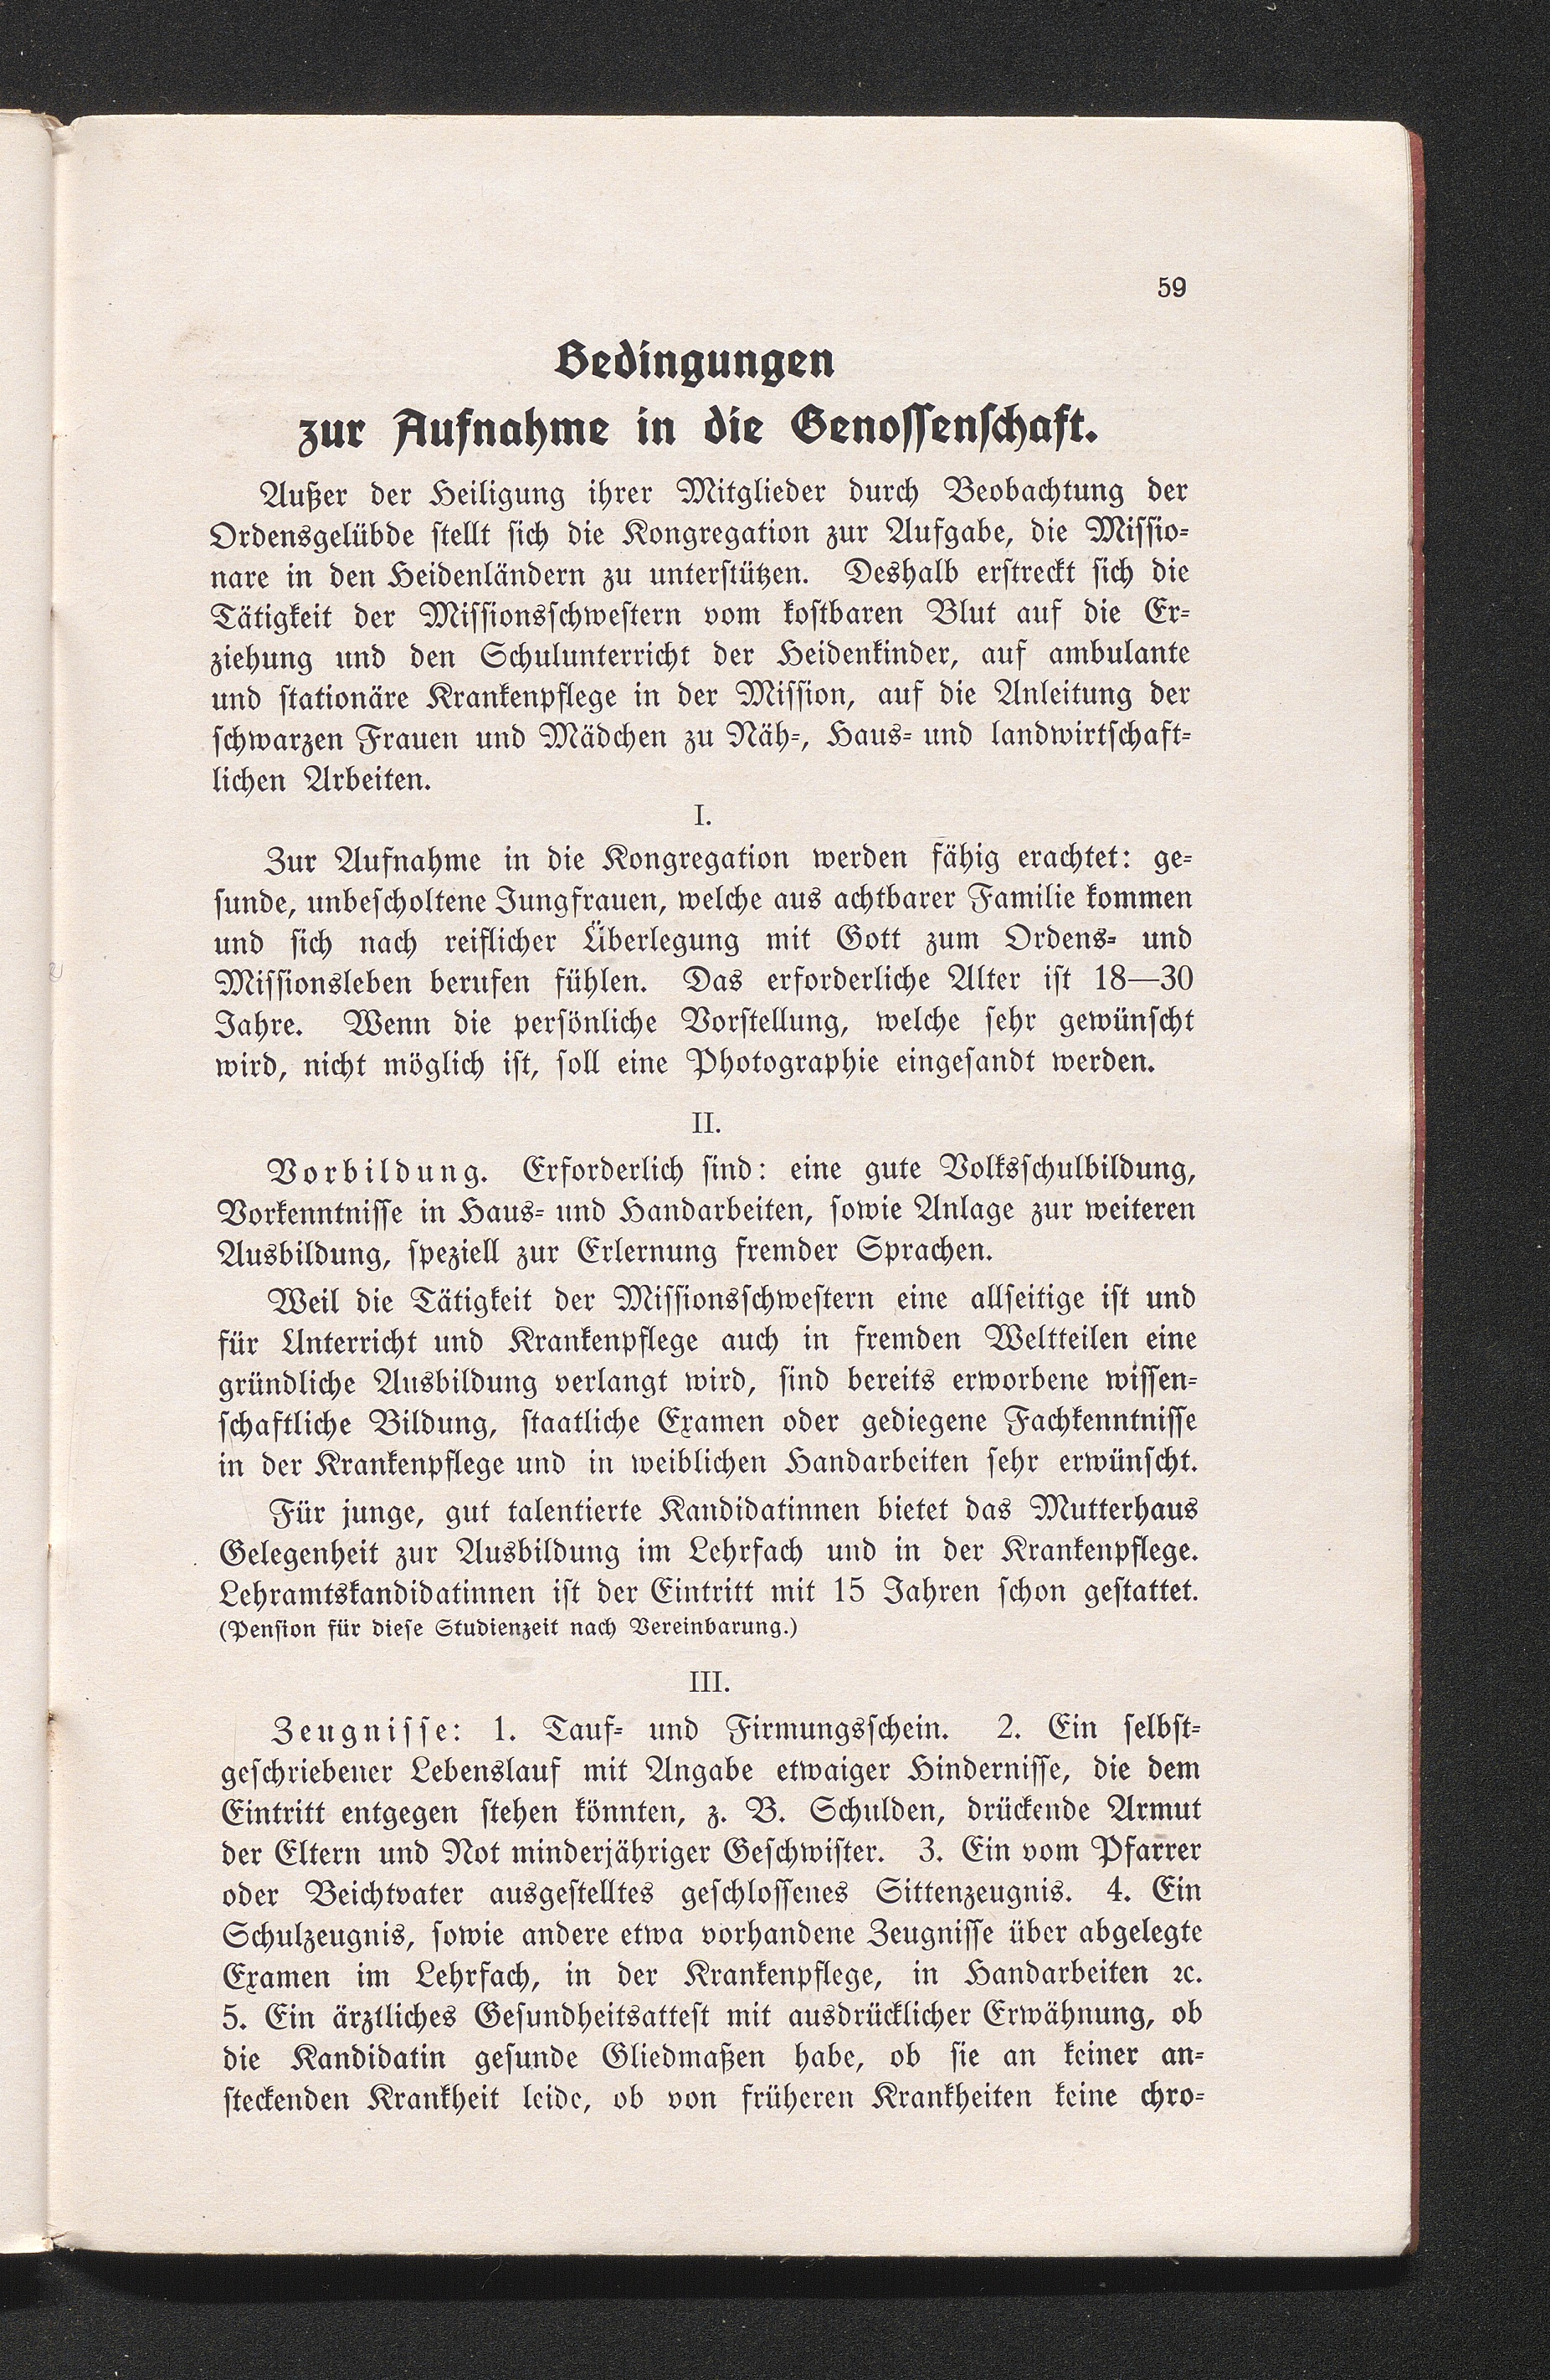 59
Bedingungen
zur Aufnahme in die Genossenschaft.
Außer der Heiligung ihrer Mitglieder durch Beobachtung der
Ordensgelübde stellt sich die Kongregation zur Aufgabe, die Missio-
nare in den Heidenländern zu unterstützen. Deshalb erstreckt sich die
Tätigkeit der Missionsschwestern vom kostbaren Blut auf die Er-
ziehung und den Schulunterricht der Heidenkinder, auf ambulante
und stationäre Krankenpflege in der Mission, auf die Anleitung der
schwarzen Frauen und Mädchen zu Näh-, Haus- und landwirtschaft-
lichen Arbeiten.
I.
Zur Aufnahme in die Kongregation werden fähig erachtet: ge-
sunde, unbescholtene Jungfrauen, welche aus achtbarer Familie kommen
und sich nach reiflicher Überlegung mit Gott zum Ordens- und
Missionsleben berufen fühlen. Das erforderliche Alter ist 18—30
Jahre. Wenn die persönliche Vorstellung, welche sehr gewünscht
wird, nicht möglich ist, soll eine Photographie eingesandt werden.
II.
Vorbildung. Erforderlich sind: eine gute Volksschulbildung,
Vorkenntnisse in Haus- und Handarbeiten, sowie Anlage zur weiteren
Ausbildung, speziell zur Erlernung fremder Sprachen.
Weil die Tätigkeit der Missionsschwestern eine allseitige ist und
für Unterricht und Krankenpflege auch in fremden Weltteilen eine
gründliche Ausbildung verlangt wird, sind bereits erworbene wissen-
schaftliche Bildung, staatliche Examen oder gediegene Fachkenntnisse
in der Krankenpflege und in weiblichen Handarbeiten sehr erwünscht.
Für junge, gut talentierte Kandidatinnen bietet das Mutterhaus
Gelegenheit zur Ausbildung im Lehrfach und in der Krankenpflege.
Lehramtskandidatinnen ist der Eintritt mit 15 Jahren schon gestattet.
(Pension für diese Studienzeit nach Vereinbarung.)
III.
Zeugnisse: 1. Tauf- und Firmungsschein. 2. Ein selbst-
geschriebener Lebenslauf mit Angabe etwaiger Hindernisse, die dem
Eintritt entgegen stehen könnten, z. B. Schulden, drückende Armut
der Eltern und Not minderjähriger Geschwister. 3. Ein vom Pfarrer
oder Beichtvater ausgestelltes geschlossenes Sittenzeugnis. 4. Ein
Schulzeugnis, sowie andere etwa vorhandene Zeugnisse über abgelegte
Examen im Lehrfach, in der Krankenpflege, in Handarbeiten ꝛc.
5. Ein ärztliches Gesundheitsattest mit ausdrücklicher Erwähnung, ob
die Kandidatin gesunde Gliedmaßen habe, ob sie an keiner an-
steckenden Krankheit leide, ob von früheren Krankheiten keine chro-